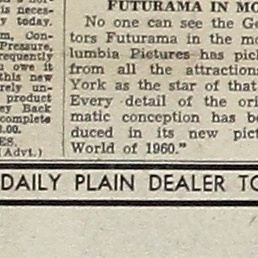 is neces-
y today.
m, Con-
Pressure,
requently
u owe it
this new
rely un-
product
ey Back
complete
3.00.
ES.
(Advt.)
FUTURAMA IN MO
No one can see the Ge
tors Futurama in the mo
lumbia Pictures has pick
from all the attractions
York as the star of that
Every detail of the ori
matic conception has be
duced in its new pict
World of 1960."
DAILY PLAIN DEALER TO